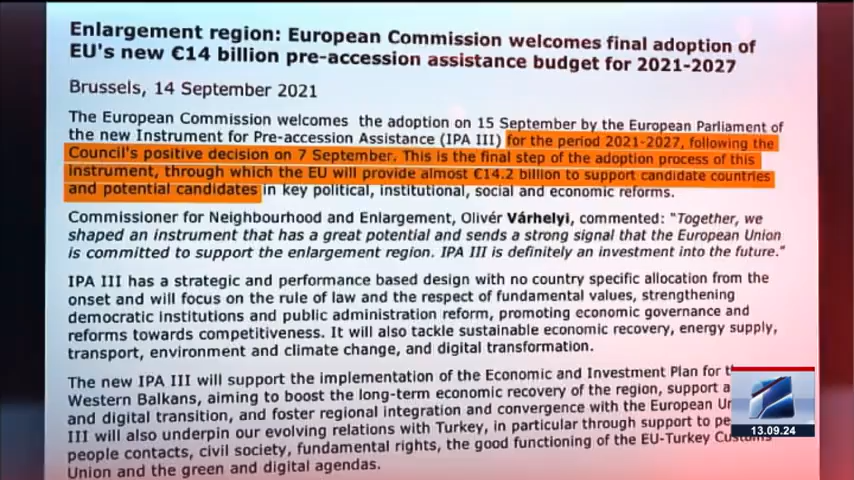 Enlargement region: European Commission welcomes final adoption of
EU's new €14 billion pre-accession assistance budget for 2021-2027
Brussels, 14 September 2021
The European Commission welcomes the adoption on 15 September by the European Parliament of
the new Instrument for Pre-accession Assistance (IPA III) for the period 2021-2027, following the
Council's positive decision on 7 September. This is the final step of the adoption process of this
instrument, through which the EU will provide almost €14.2 billion to support candidate countries
and potential candidates in key political, institutional, social and economic reforms.
Commissioner for Neighbourhood and Enlargement, Olivér Várhelyi, commented: "Together, we
shaped an instrument that has a great potential and sends a strong signal that the European Union
is committed to support the enlargement region. IPA III is definitely an investment into the future."
IPA III has a strategic and performance based design with no country specific allocation from the
onset and will focus on the rule of law and the respect of fundamental values, strengthening
democratic institutions and public administration reform, promoting economic governance and
reforms towards competitiveness. It will also tackle sustainable economic recovery, energy supply,
transport, environment and climate change, and digital transformation.
The new IPA III will support the implementation of the Economic and Investment Plan for
Western Balkans, aiming to boost the long-term economic recovery of the region, support
and digital transition, and foster regional integration and convergence with the European
III will also underpin our evolving relations with Turkey, in particular through support to
people contacts, civil society, fundamental rights, the good functioning of the EU-Turkey Customs
Union and the green and digital agendas.
13.09.24